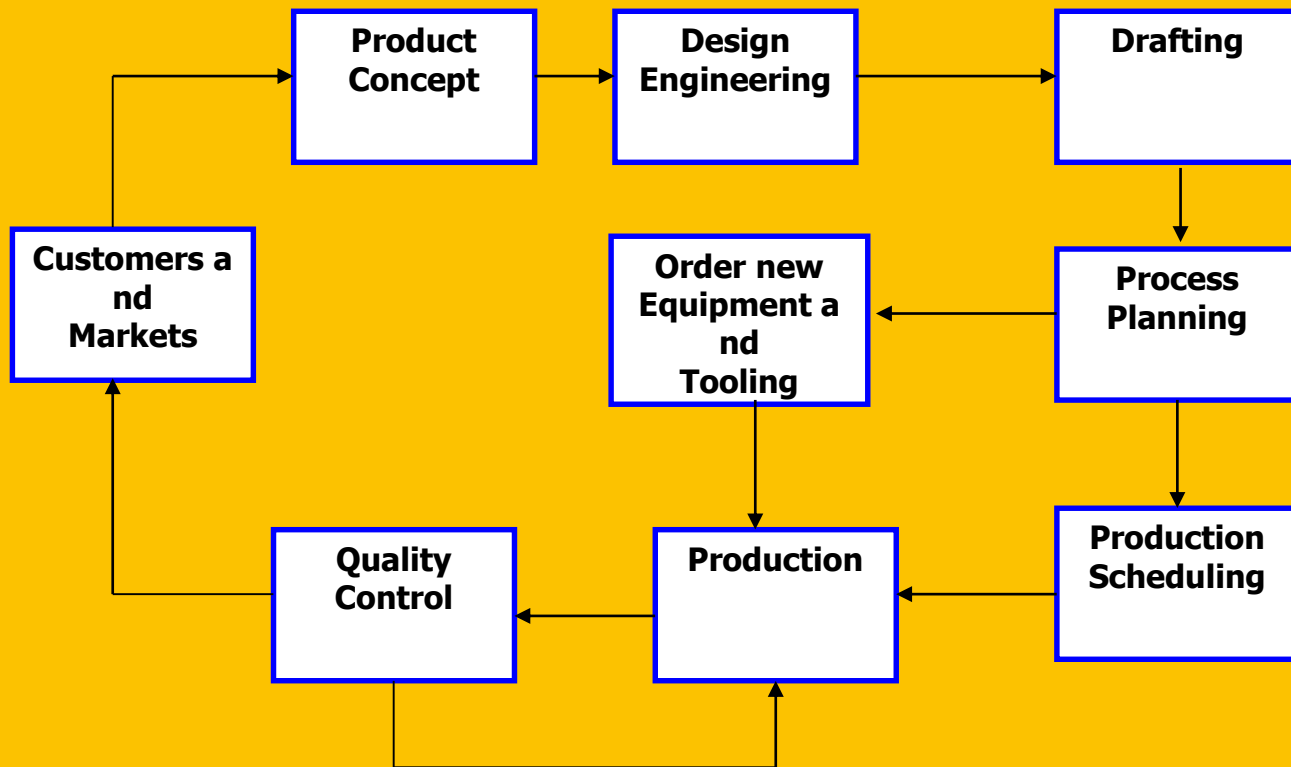 Product
Concept
Design
Engineering
Drafting
Customers a
nd
Markets
Order new
Equipment a
nd
Tooling
Process
Planning
Quality
Control
Production
Production
Scheduling